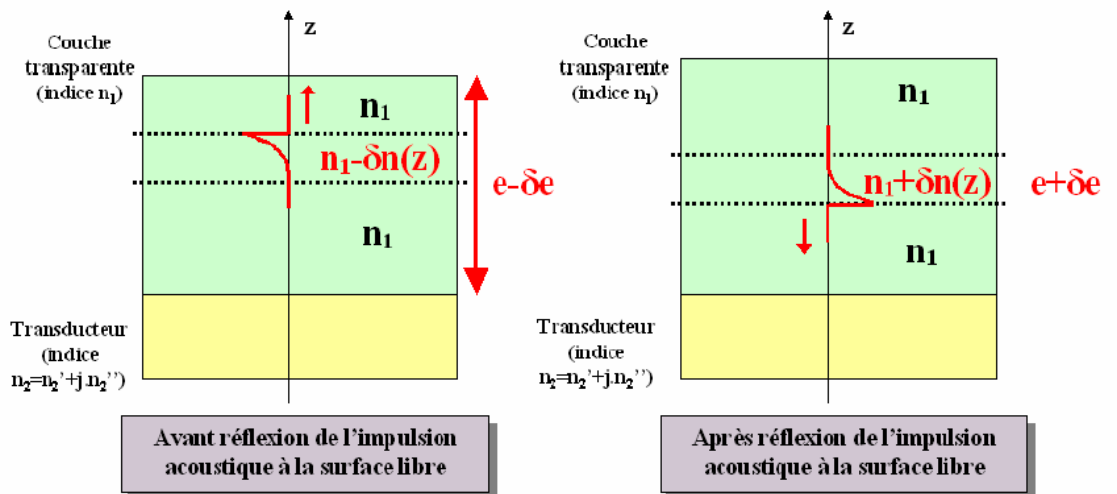 z
Couche
transparente
(indice n₁)
n₁
n₁-δn(z)
e-δe
n₁
Transducteur
(indice
n₂=n₂'+j.n₂'')
Avant réflexion de l'impulsion
acoustique à la surface libre
z
Couche
transparente
(indice n₁)
n₁
n₁+δn(z)
e+δe
n₁
Transducteur
(indice
n₂=n₂'+j.n₂'')
Après réflexion de l'impulsion
acoustique à la surface libre